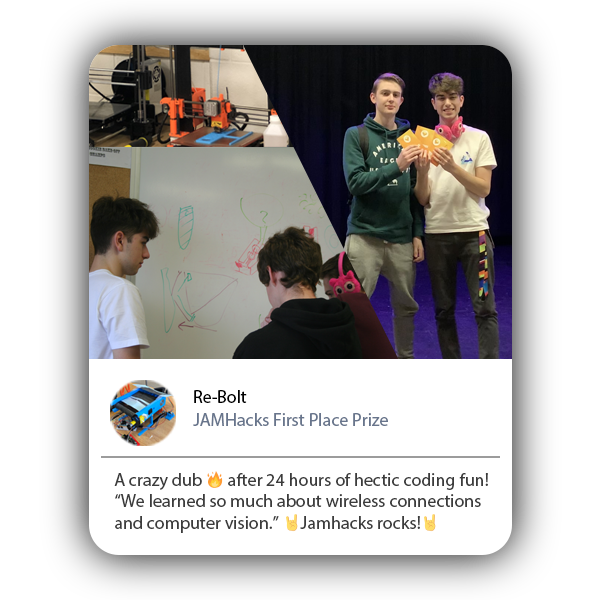 Re-Bolt
JAMHacks First Place Prize
A crazy dub 🔥 after 24 hours of hectic coding fun!
“We learned so much about wireless connections
and computer vision.” 🤘Jamhacks rocks!🤘